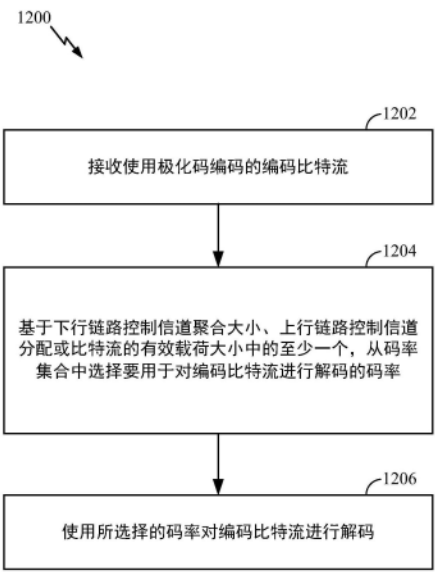 1200
1202
接收使用极化码编码的编码比特流
1204
基于下行链路控制信道聚合大小、上行链路控制信道
分配或比特流的有效载荷大小中的至少一个，从码率
集合中选择要用于对编码比特流进行解码的码率
1206
使用所选择的码率对编码比特流进行解码